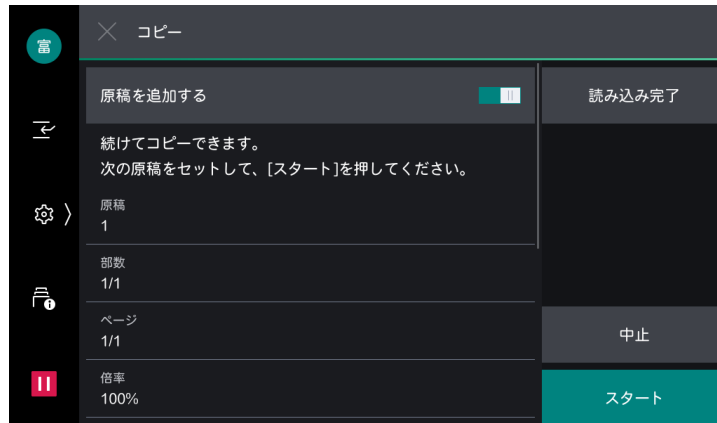 富
コピー
原稿を追加する
読み込み完了
続けてコピーできます。
次の原稿をセットして、[スタート]を押してください。
原稿
1
部数
1/1
ページ
1/1
中止
倍率
100%
スタート